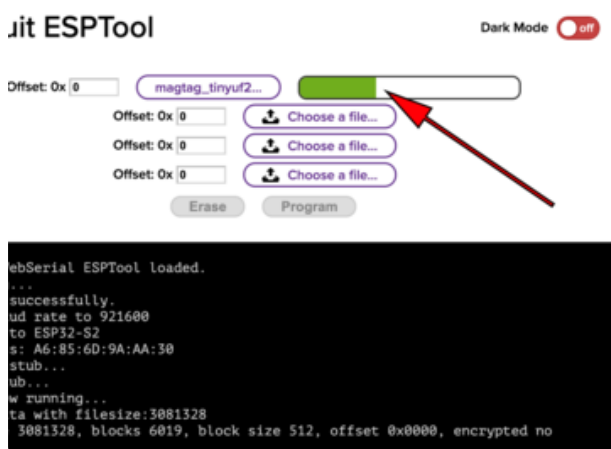 uit ESPTool
Dark Mode off
Offset: 0x 0 magtag_tinyuf2...
Offset: 0x 0 Choose a file...
Offset: 0x 0 Choose a file...
Offset: 0x 0 Choose a file...
Erase Program
ebSerial ESPTool loaded.
...
successfully.
ud rate to 921600
to ESP32-S2
s: A6:85:6D:9A:AA:30
stub...
ub...
w running...
ta with filesize:3081328
3081328, blocks 6019, block size 512, offset 0x0000, encrypted no